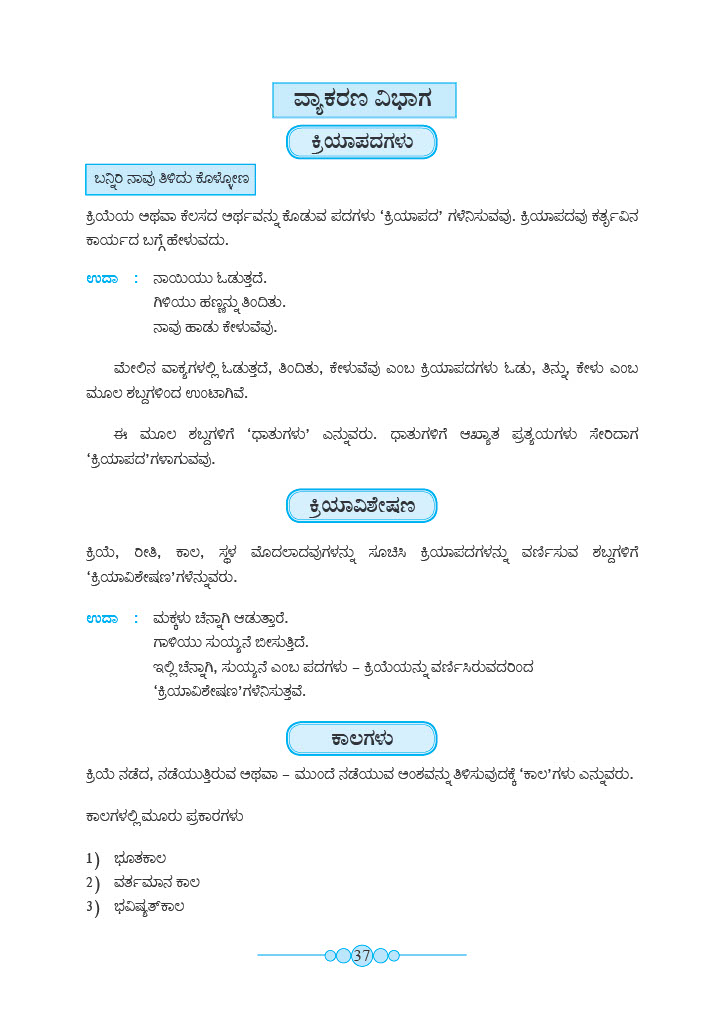 ವ್ಯಾಕರಣ ವಿಭಾಗ
ಕ್ರಿಯಾಪದಗಳು
ಬನ್ನಿರಿ ನಾವು ತಿಳಿದು ಕೊಳ್ಳೋಣ
ಕ್ರಿಯೆಯ ಅಥವಾ ಕೆಲಸದ ಅರ್ಥವನ್ನು ಕೊಡುವ ಪದಗಳು ‘ಕ್ರಿಯಾಪದ’ ಗಳೆನಿಸುವವು. ಕ್ರಿಯಾಪದವು ಕರ್ತೃವಿನ
ಕಾರ್ಯದ ಬಗ್ಗೆ ಹೇಳುವದು.
ಉದಾ : ನಾಯಿಯು ಓಡುತ್ತದೆ.
ಗಿಳಿಯು ಹಣ್ಣನ್ನು ತಿಂದಿತು.
ನಾವು ಹಾಡು ಕೇಳುವೆವು.
ಮೇಲಿನ ವಾಕ್ಯಗಳಲ್ಲಿ ಓಡುತ್ತದೆ, ತಿಂದಿತು, ಕೇಳುವೆವು ಎಂಬ ಕ್ರಿಯಾಪದಗಳು ಓಡು, ತಿನ್ನು, ಕೇಳು ಎಂಬ
ಮೂಲ ಶಬ್ದಗಳಿಂದ ಉಂಟಾಗಿವೆ.
ಈ ಮೂಲ ಶಬ್ದಗಳಿಗೆ ‘ಧಾತುಗಳು’ ಎನ್ನುವರು. ಧಾತುಗಳಿಗೆ ಆಖ್ಯಾತ ಪ್ರತ್ಯಯಗಳು ಸೇರಿದಾಗ
‘ಕ್ರಿಯಾಪದ’ಗಳಾಗುವವು.
ಕ್ರಿಯಾವಿಶೇಷಣ
ಕ್ರಿಯೆ, ರೀತಿ, ಕಾಲ, ಸ್ಥಳ ಮೊದಲಾದವುಗಳನ್ನು ಸೂಚಿಸಿ ಕ್ರಿಯಾಪದಗಳನ್ನು ವರ್ಣಿಸುವ ಶಬ್ದಗಳಿಗೆ
‘ಕ್ರಿಯಾವಿಶೇಷಣ’ಗಳೆನ್ನುವರು.
ಉದಾ : ಮಕ್ಕಳು ಚೆನ್ನಾಗಿ ಆಡುತ್ತಾರೆ.
ಗಾಳಿಯು ಸುಯ್ಯನೆ ಬೀಸುತ್ತಿದೆ.
ಇಲ್ಲಿ ಚೆನ್ನಾಗಿ, ಸುಯ್ಯನೆ ಎಂಬ ಪದಗಳು – ಕ್ರಿಯೆಯನ್ನು ವರ್ಣಿಸಿರುವದರಿಂದ
‘ಕ್ರಿಯಾವಿಶೇಷಣ’ಗಳೆನಿಸುತ್ತವೆ.
ಕಾಲಗಳು
ಕ್ರಿಯೆ ನಡೆದ, ನಡೆಯುತ್ತಿರುವ ಅಥವಾ – ಮುಂದೆ ನಡೆಯುವ ಅಂಶವನ್ನು ತಿಳಿಸುವುದಕ್ಕೆ ‘ಕಾಲ’ಗಳು ಎನ್ನುವರು.
ಕಾಲಗಳಲ್ಲಿ ಮೂರು ಪ್ರಕಾರಗಳು
1) ಭೂತಕಾಲ
2) ವರ್ತಮಾನ ಕಾಲ
3) ಭವಿಷ್ಯತ್‌ಕಾಲ
37